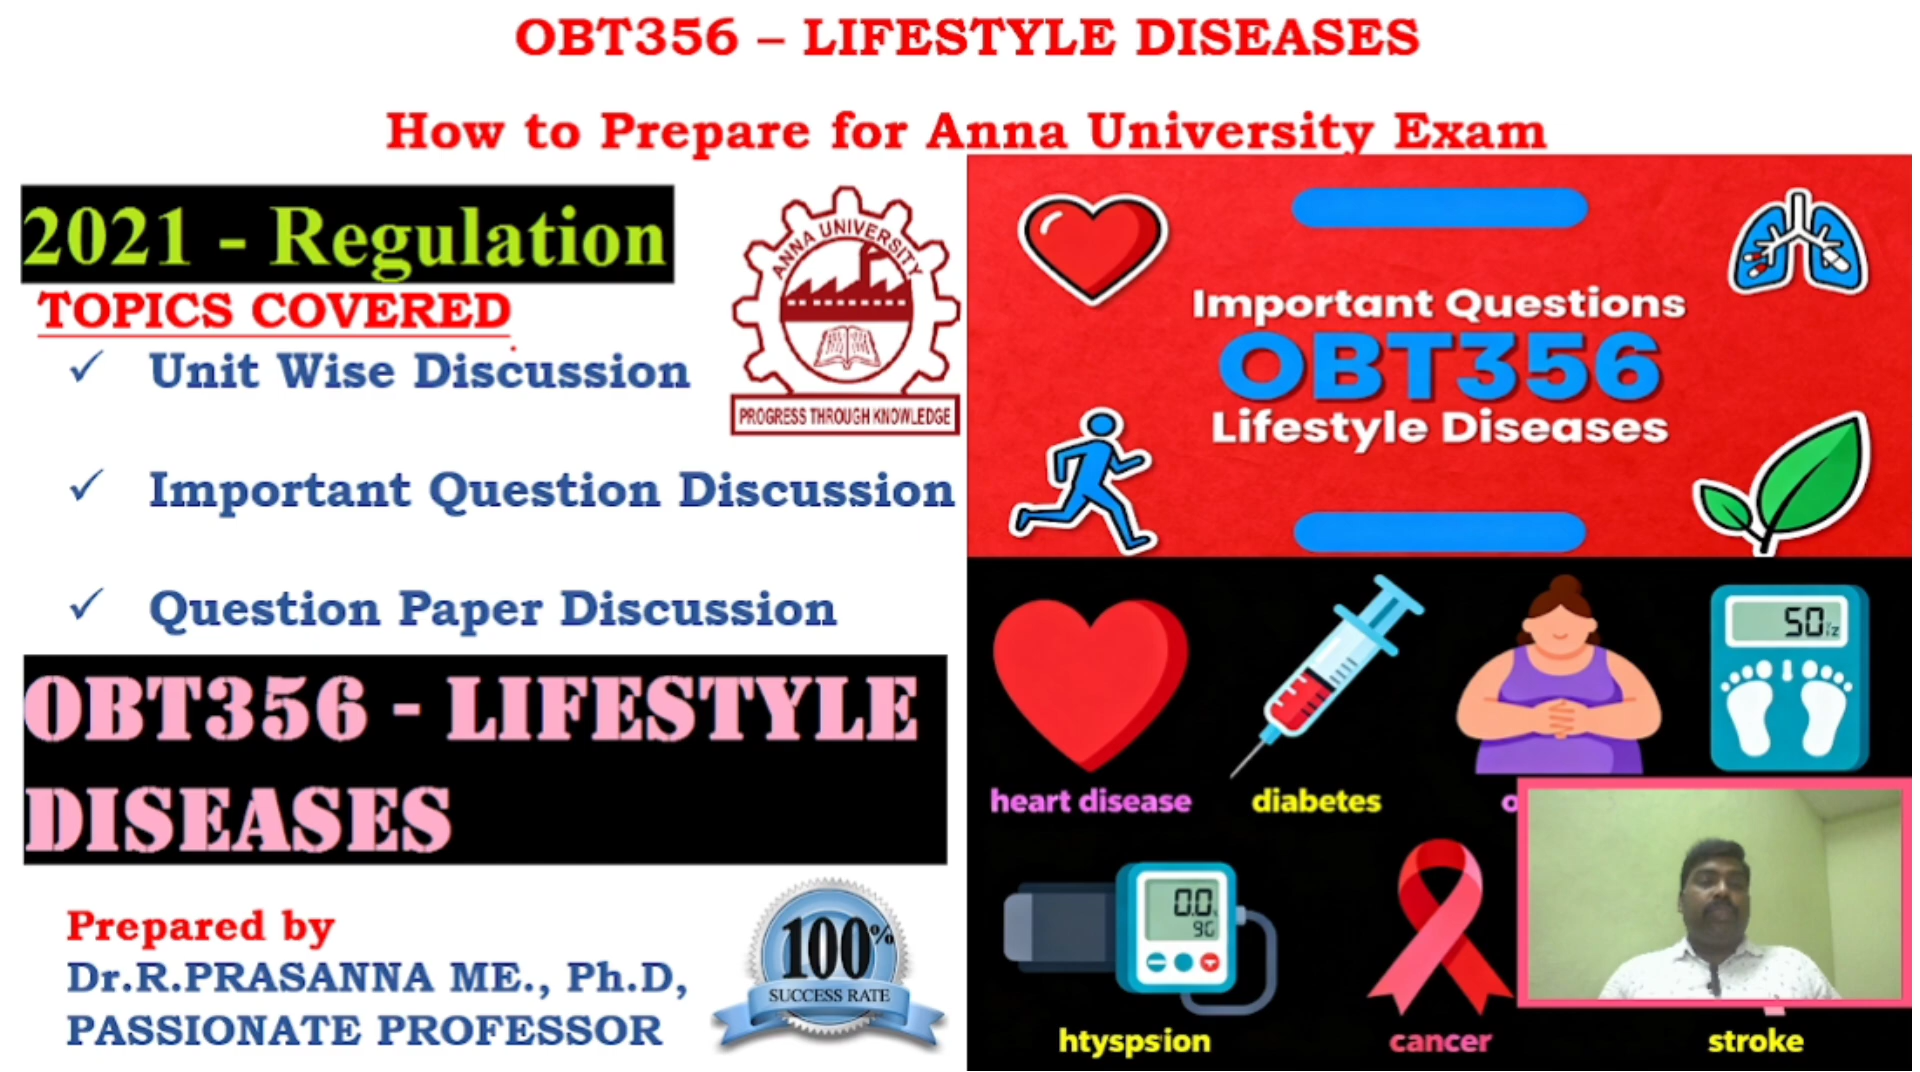 OBT356 – LIFESTYLE DISEASES
How to Prepare for Anna University Exam
2021 - Regulation
TOPICS COVERED
✓ Unit Wise Discussion
✓ Important Question Discussion
✓ Question Paper Discussion
OBT356 - LIFESTYLE
DISEASES
Prepared by
Dr.R.PRASANNA ME., Ph.D,
PASSIONATE PROFESSOR
ANNA UNIVERSITY
PROGRESS THROUGH KNOWLEDGE
100%
SUCCESS RATE
Important Questions
OBT356
Lifestyle Diseases
50
heart disease
diabetes
0.0
90
htyspsion
cancer
stroke